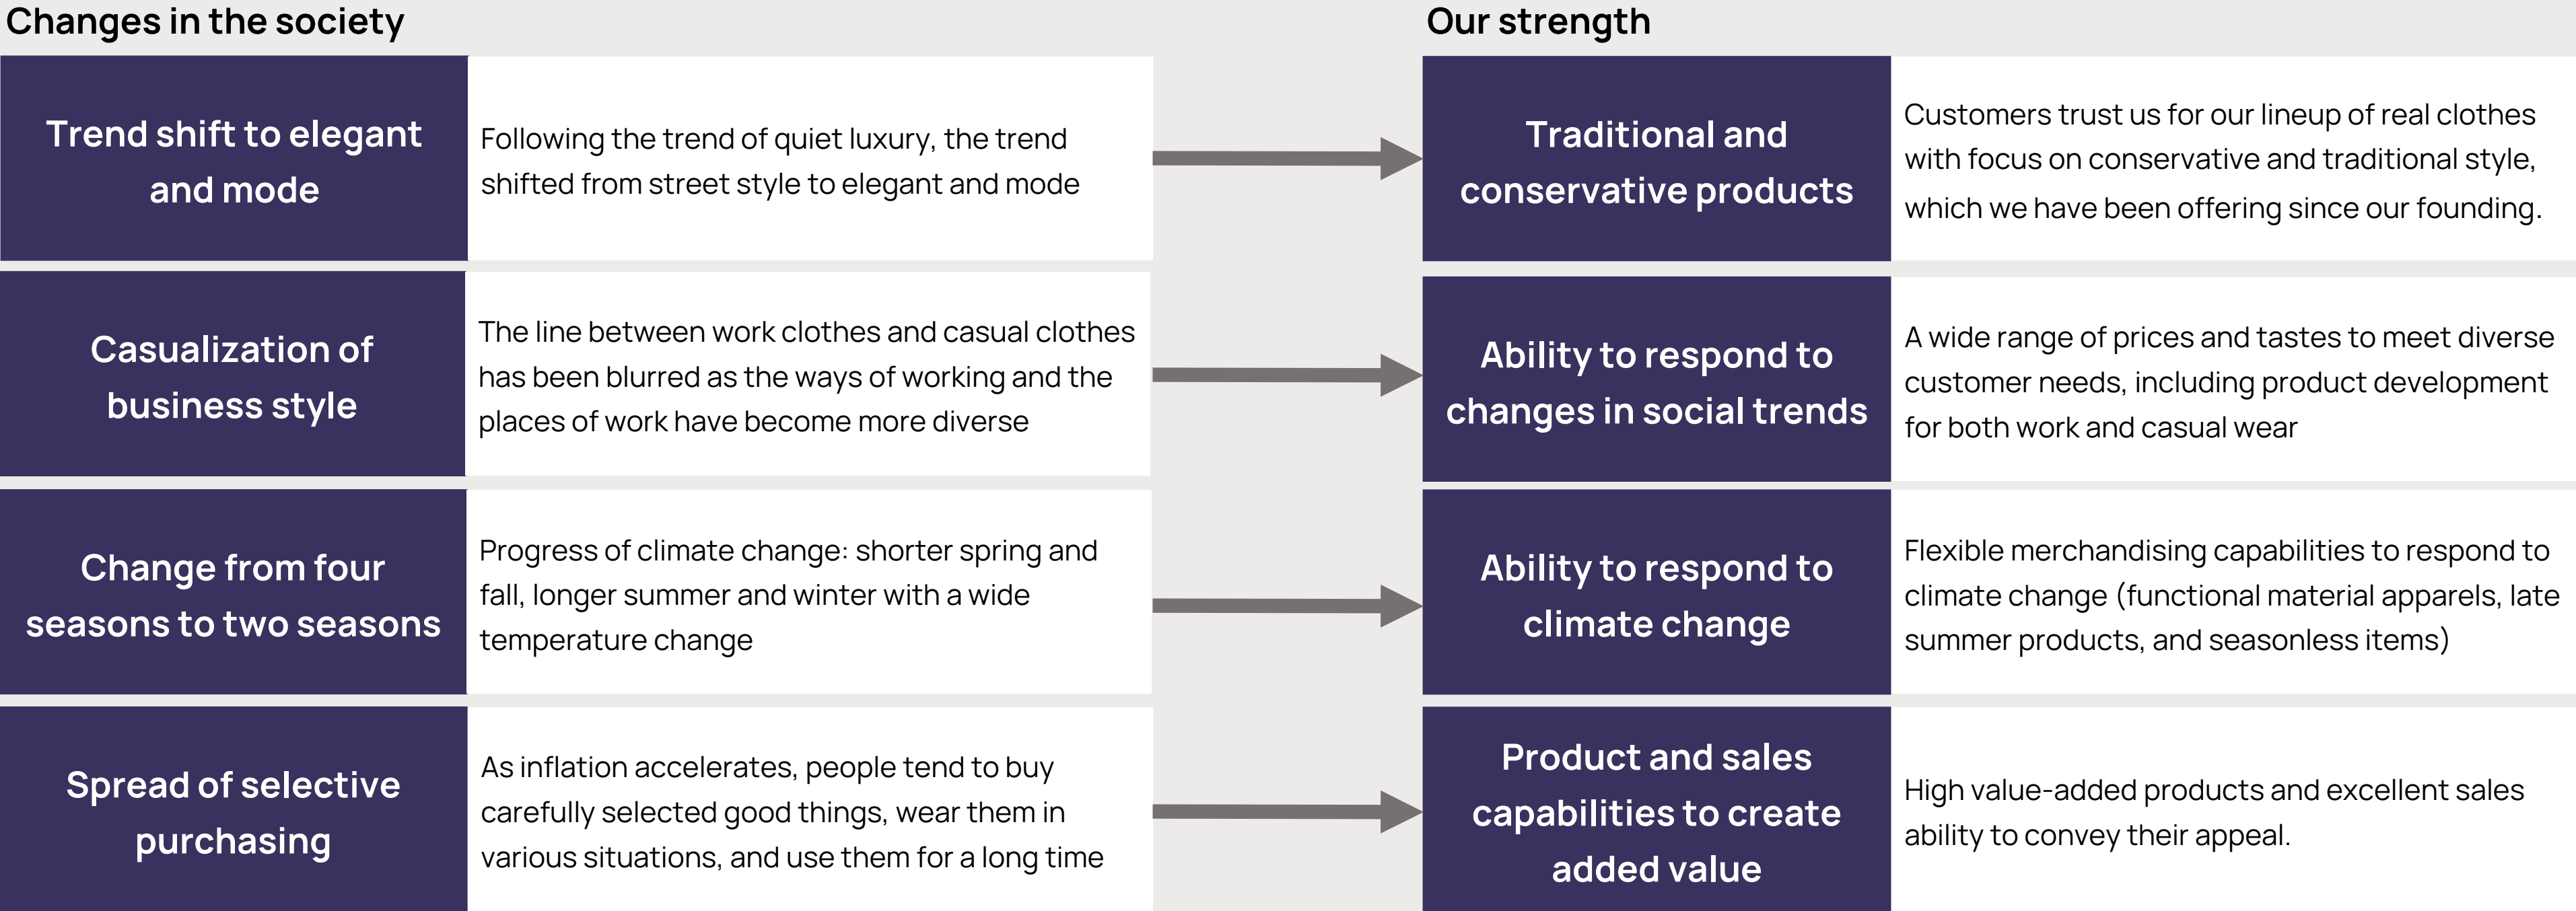 Changes in the society
Our strength
Trend shift to elegant
and mode
Following the trend of quiet luxury, the trend
shifted from street style to elegant and mode
Traditional and
conservative products
Customers trust us for our lineup of real clothes
with focus on conservative and traditional style,
which we have been offering since our founding.
Casualization of
business style
The line between work clothes and casual clothes
has been blurred as the ways of working and the
places of work have become more diverse
Ability to respond to
changes in social trends
A wide range of prices and tastes to meet diverse
customer needs, including product development
for both work and casual wear
Change from four
seasons to two seasons
Progress of climate change: shorter spring and
fall, longer summer and winter with a wide
temperature change
Ability to respond to
climate change
Flexible merchandising capabilities to respond to
climate change (functional material apparels, late
summer products, and seasonless items)
Spread of selective
purchasing
As inflation accelerates, people tend to buy
carefully selected good things, wear them in
various situations, and use them for a long time
Product and sales
capabilities to create
added value
High value-added products and excellent sales
ability to convey their appeal.